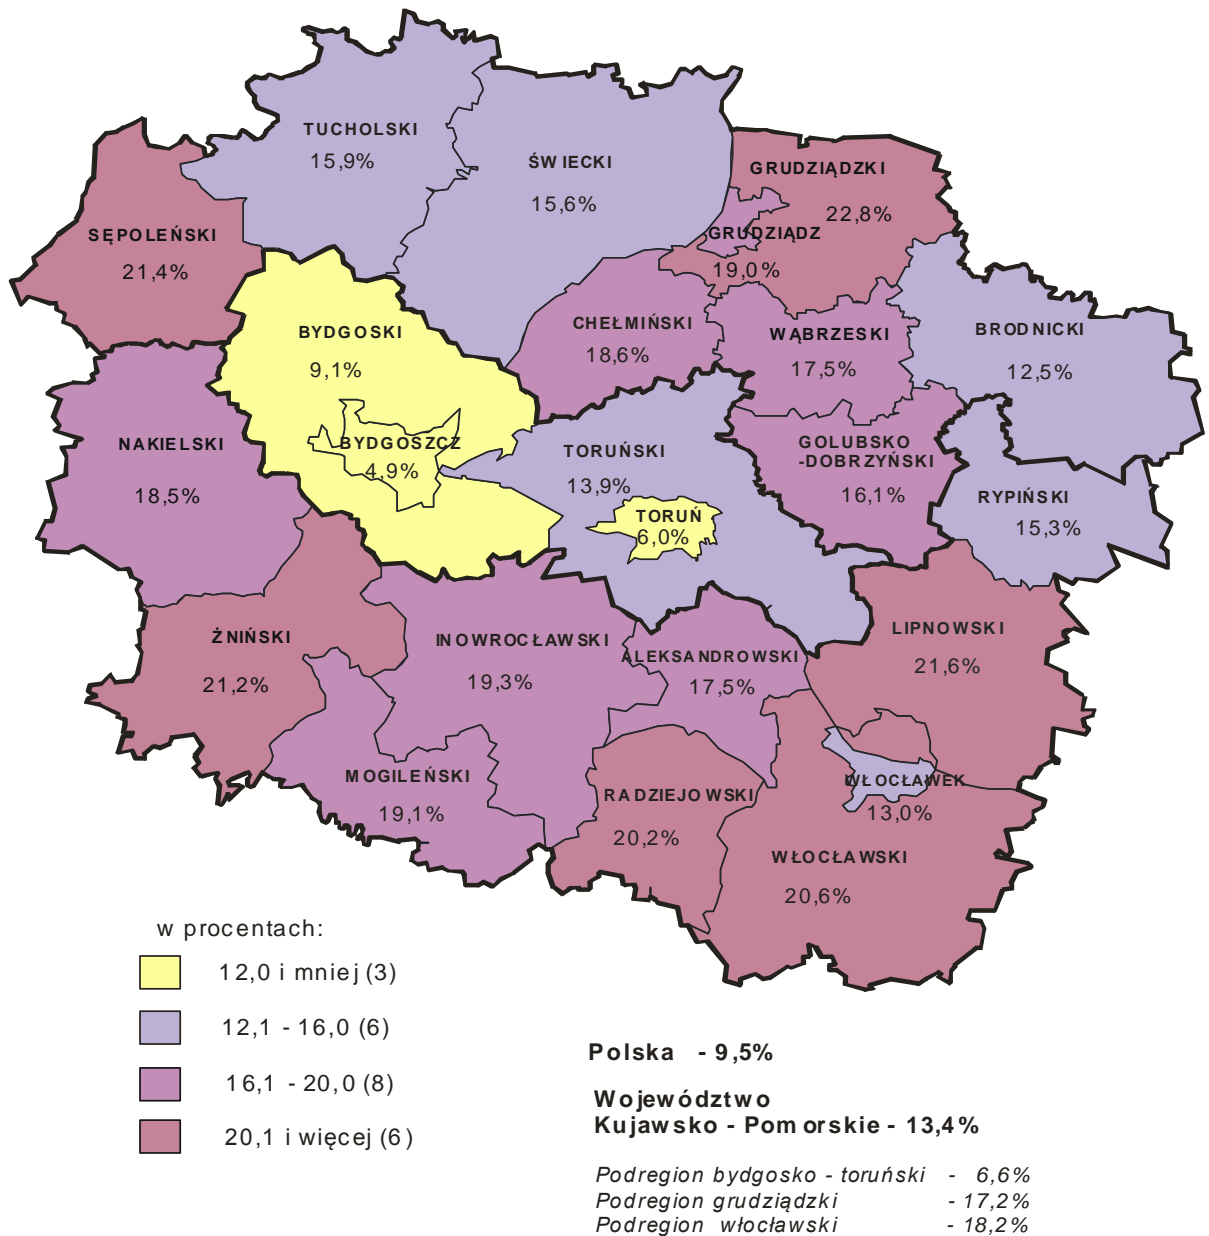 TUCHOLSKI
15,9%
ŚWIECKI
15,6%
GRUDZIĄDZKI
22,8%
GRUDZIĄDZ
19,0%
SĘPOLEŃSKI
21,4%
BYDGOSKI
9,1%
CHEŁMIŃSKI
18,6%
WĄBRZESKI
17,5%
BRODNICKI
12,5%
NAKIELSKI
18,5%
BYDGOSZCZ
4,9%
TORUŃSKI
13,9%
GOLUBSKO
-DOBRZYŃSKI
16,1%
TORUŃ
6,0%
RYPIŃSKI
15,3%
ŻNIŃSKI
21,2%
INOWROCŁAWSKI
19,3%
ALEKSANDROWSKI
17,5%
LIPNOWSKI
21,6%
MOGILEŃSKI
19,1%
RADZIEJOWSKI
20,2%
WŁOCŁAWEK
13,0%
WŁOCŁAWSKI
20,6%
w procentach:
12,0 i mniej (3)
12,1 - 16,0 (6)
16,1 - 20,0 (8)
20,1 i więcej (6)
Polska - 9,5%
Województwo
Kujawsko - Pomorskie - 13,4%
Podregion bydgosko - toruński - 6,6%
Podregion grudziądzki - 17,2%
Podregion włocławski - 18,2%